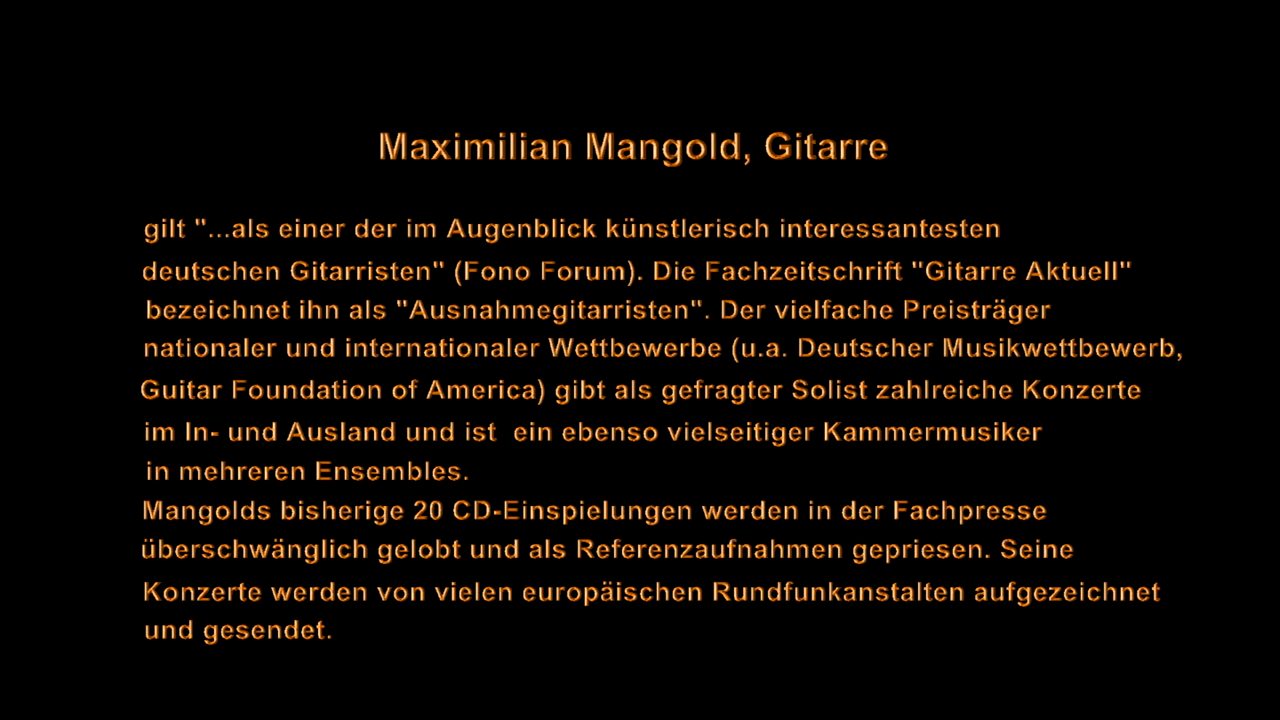 Maximilian Mangold, Gitarre
gilt "...als einer der im Augenblick künstlerisch interessantesten
deutschen Gitarristen" (Fono Forum). Die Fachzeitschrift "Gitarre Aktuell"
bezeichnet ihn als "Ausnahmegitarristen". Der vielfache Preisträger
nationaler und internationaler Wettbewerbe (u.a. Deutscher Musikwettbewerb,
Guitar Foundation of America) gibt als gefragter Solist zahlreiche Konzerte
im In- und Ausland und ist  ein ebenso vielseitiger Kammermusiker
in mehreren Ensembles.
Mangolds bisherige 20 CD-Einspielungen werden in der Fachpresse
überschwänglich gelobt und als Referenzaufnahmen gepriesen. Seine
Konzerte werden von vielen europäischen Rundfunkanstalten aufgezeichnet
und gesendet.